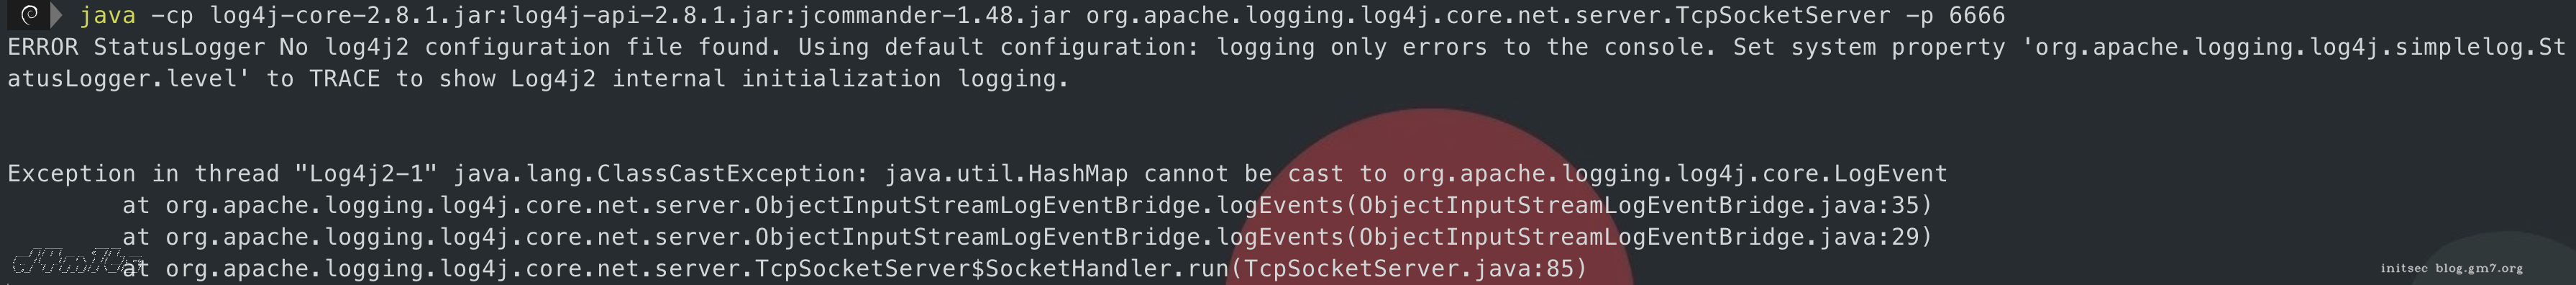 java -cp log4j-core-2.8.1.jar:log4j-api-2.8.1.jar:jcommander-1.48.jar org.apache.logging.log4j.core.net.server.TcpSocketServer -p 6666
ERROR StatusLogger No log4j2 configuration file found. Using default configuration: logging only errors to the console. Set system property 'org.apache.logging.log4j.simplelog.St
atusLogger.level' to TRACE to show Log4j2 internal initialization logging.
Exception in thread "Log4j2-1" java.lang.ClassCastException: java.util.HashMap cannot be cast to org.apache.logging.log4j.core.LogEvent
at org.apache.logging.log4j.core.net.server.ObjectInputStreamLogEventBridge.logEvents(ObjectInputStreamLogEventBridge.java:35)
at org.apache.logging.log4j.core.net.server.ObjectInputStreamLogEventBridge.logEvents(ObjectInputStreamLogEventBridge.java:29)
at org.apache.logging.log4j.core.net.server.TcpSocketServer$SocketHandler.run(TcpSocketServer.java:85)
initsec blog.gm7.org